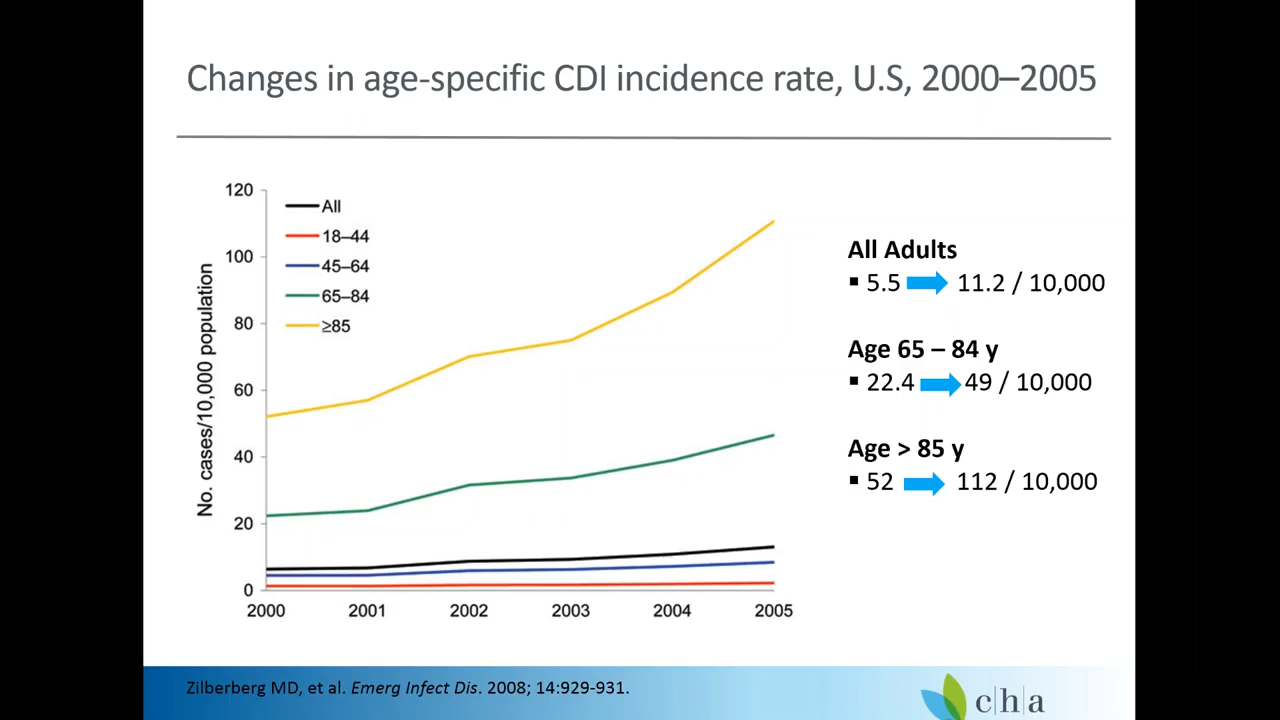 Changes in age-specific CDI incidence rate, U.S, 2000–2005
120
100
80
60
40
20
0
No. cases/10,000 population
All
18–44
45–64
65–84
≥85
2000 2001 2002 2003 2004 2005
All Adults
▪ 5.5 11.2 / 10,000
Age 65 – 84 y
▪ 22.4 49 / 10,000
Age > 85 y
▪ 52 112 / 10,000
Zilberberg MD, et al. Emerg Infect Dis. 2008; 14:929-931.
c|h|a